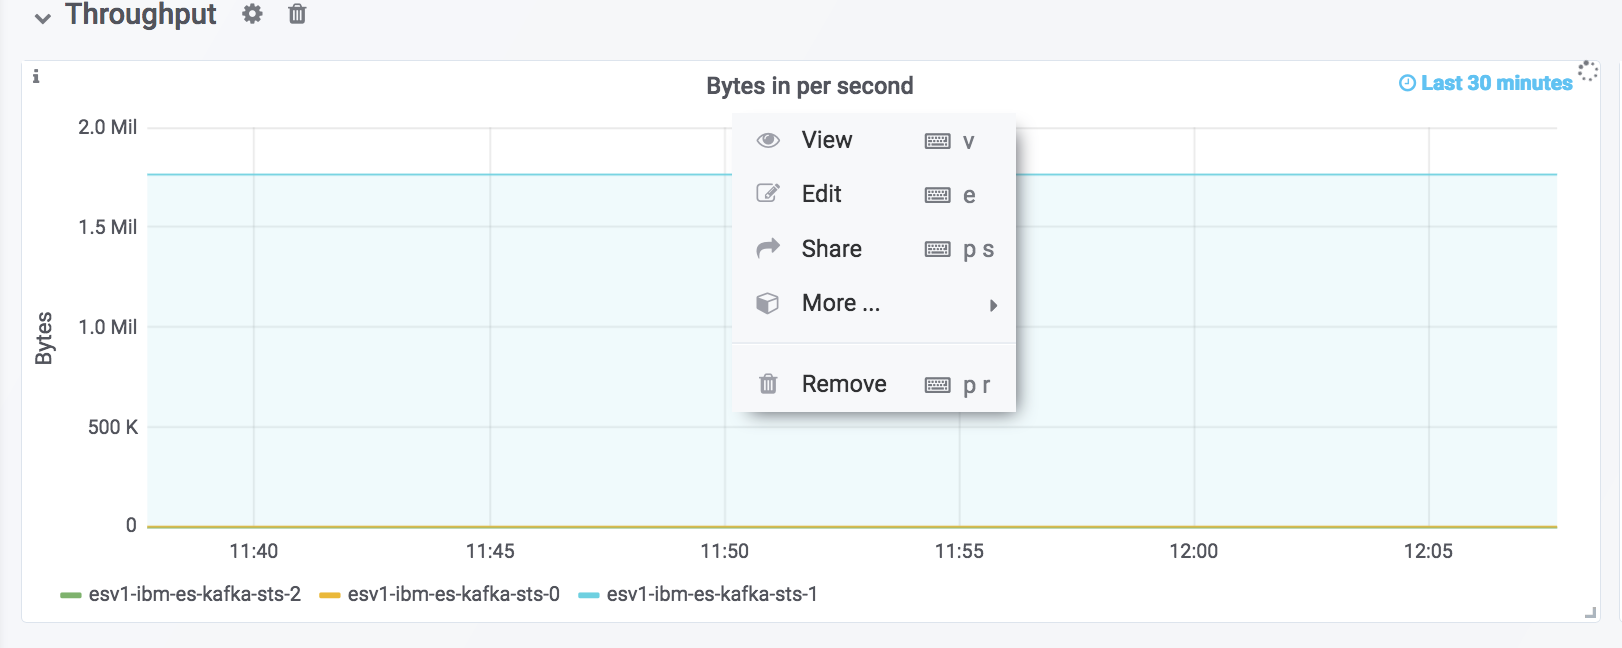 Throughput
i
Bytes in per second
Last 30 minutes
2.0 Mil
1.5 Mil
1.0 Mil
500 K
0
Bytes
View v
Edit e
Share p s
More ...
Remove p r
11:40 11:45 11:50 11:55 12:00 12:05
esv1-ibm-es-kafka-sts-2 esv1-ibm-es-kafka-sts-0 esv1-ibm-es-kafka-sts-1